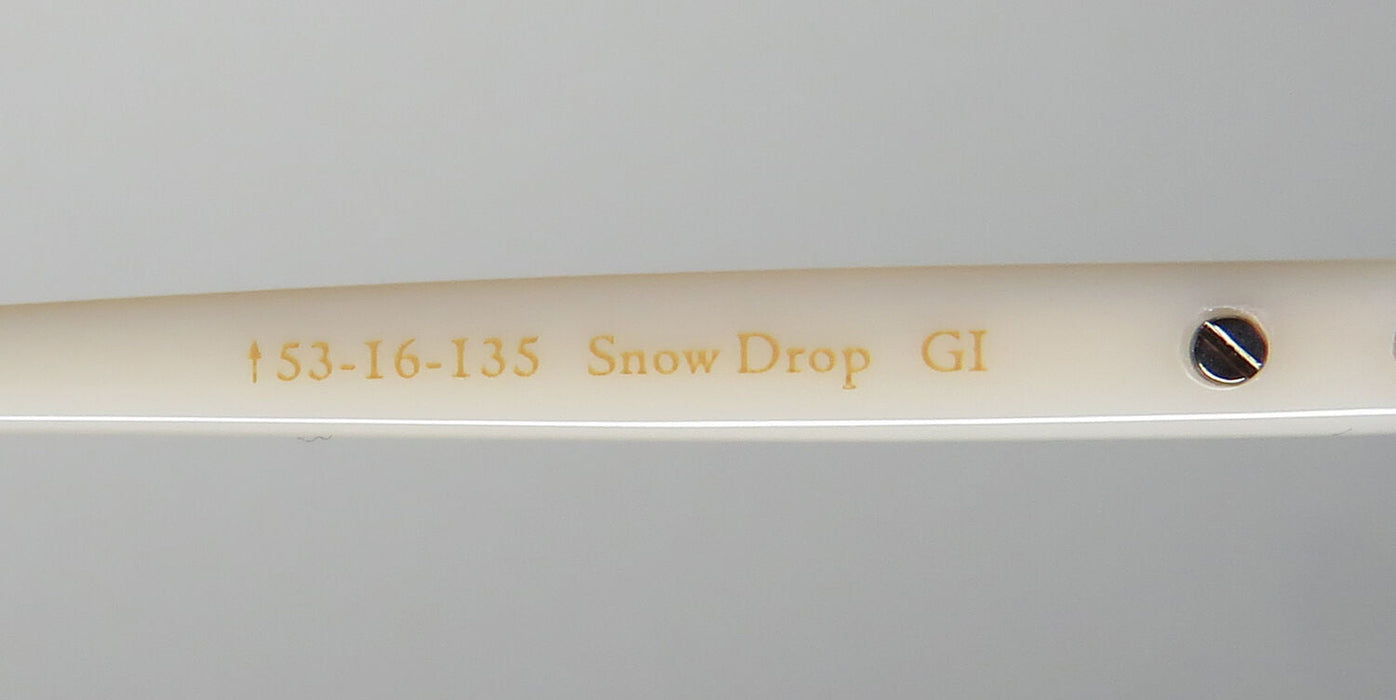 ↑53-16-135 Snow Drop GI